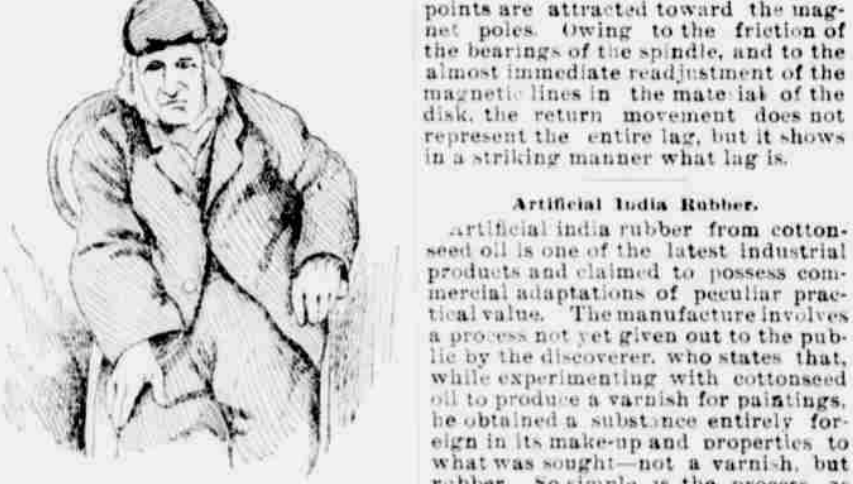 points are attracted toward the mag-
net poles. Owing to the friction of
the bearings of the spindle, and to the
almost immediate readjustment of the
magnetic lines in the material of the
disk, the return movement does not
represent the entire lag, but it shows
in a striking manner what lag is.
Artificial India Rubber.
Artificial india rubber from cotton-
seed oil is one of the latest industrial
products and claimed to possess com-
mercial adaptations of peculiar prac-
tical value. The manufacture involves
a process not yet given out to the pub-
lic by the discoverer, who states that,
while experimenting with cottonseed
oil to produce a varnish for paintings,
he obtained a substance entirely for-
eign in its make-up and properties to
what was sought—not a varnish, but
rubber. So simple is the process, as